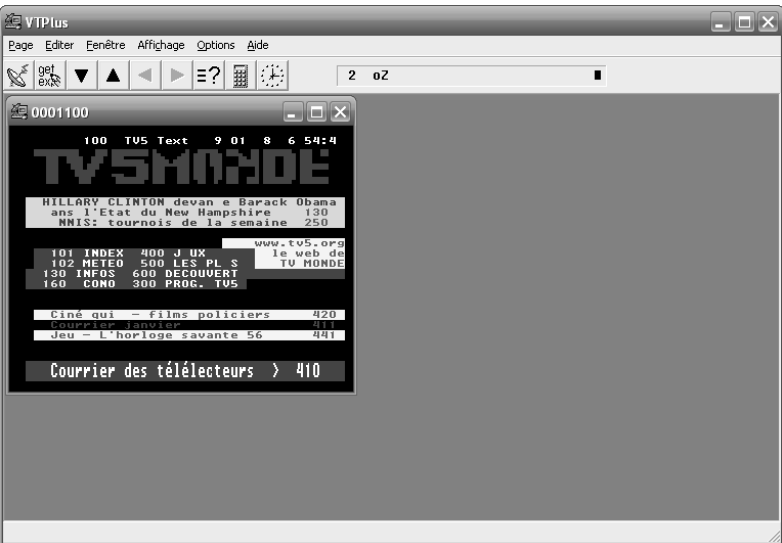 VTPlus
Page Editer Fenêtre Affichage Options Aide
get exs =? 2 oZ
0001100
100 TV5 Text 9 01 8 6 54:4
TV5MONDE
HILLARY CLINTON devan e Barack Obama
ans l'Etat du New Hampshire 130
NNIS: tournois de la semaine 250
www.tv5.org
101 INDEX 400 J UX le web de
102 METEO 500 LES PL S TV MONDE
130 INFOS 600 DECOUVERT
160 CONO 300 PROG. TV5
Ciné qui - films policiers 420
Courrier janvier 411
Jeu - L'horloge savante 56 441
Courrier des télélecteurs > 410